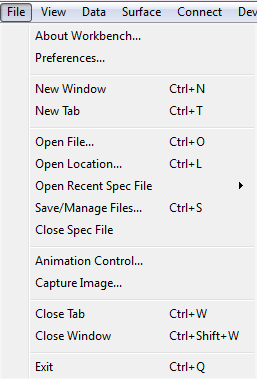 File View Data Surface Connect Dev
About Workbench...
Preferences...
New Window Ctrl+N
New Tab Ctrl+T
Open File... Ctrl+O
Open Location... Ctrl+L
Open Recent Spec File
Save/Manage Files... Ctrl+S
Close Spec File
Animation Control...
Capture Image...
Close Tab Ctrl+W
Close Window Ctrl+Shift+W
Exit Ctrl+Q